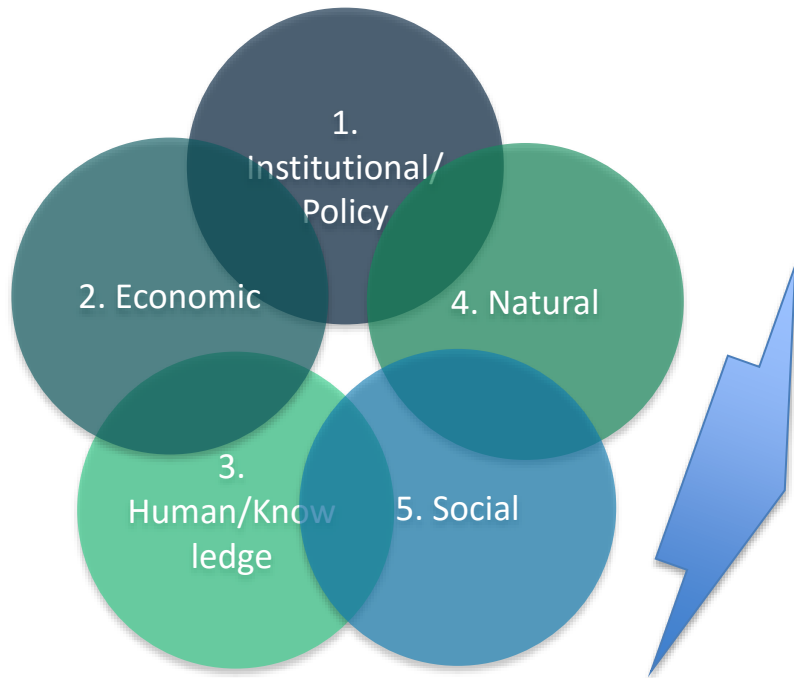 1.
Institutional/
Policy
2. Economic
4. Natural
3.
Human/Know
ledge
5. Social